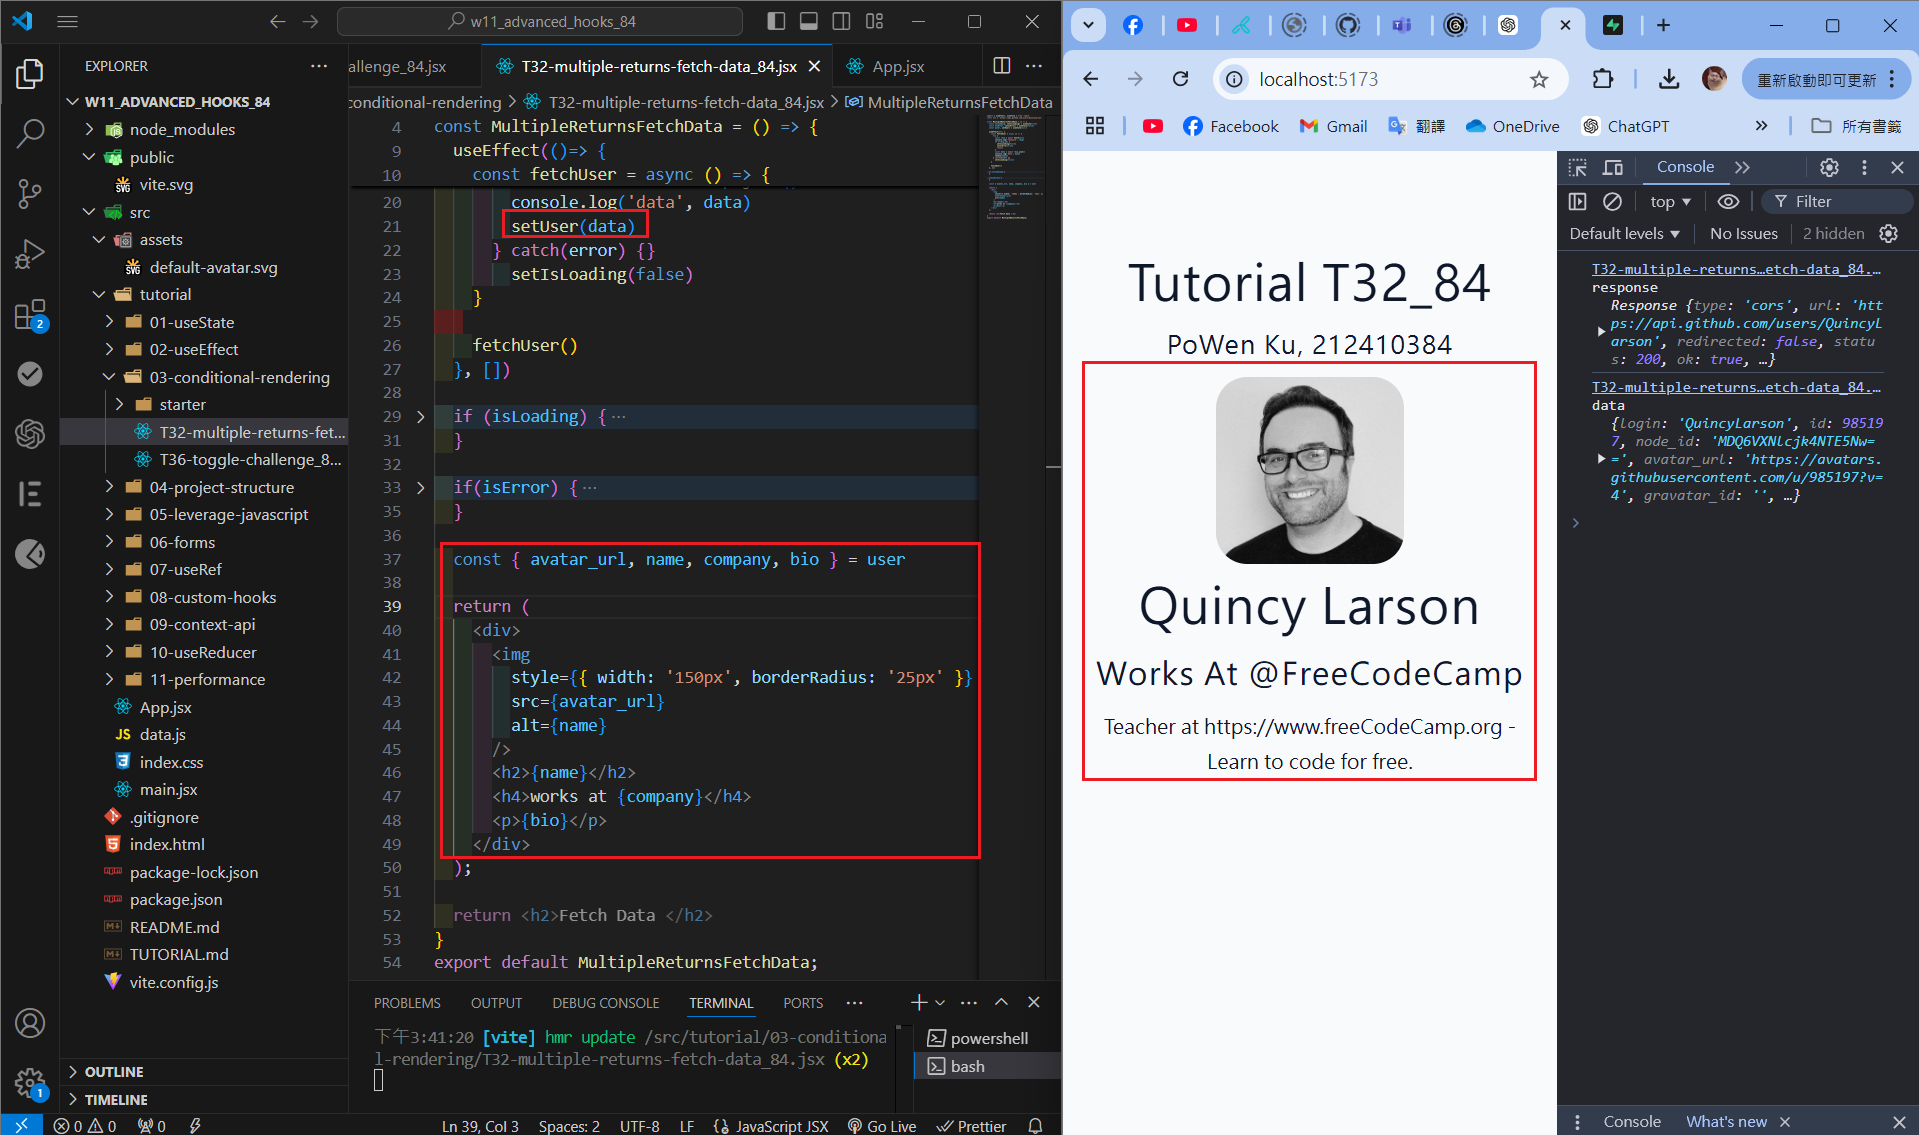 w11_advanced_hooks_84
EXPLORER
W11_ADVANCED_HOOKS_84
node_modules
public
vite.svg
src
assets
default-avatar.svg
tutorial
01-useState
02-useEffect
03-conditional-rendering
starter
T32-multiple-returns-fet...
T36-toggle-challenge_8...
04-project-structure
05-leverage-javascript
06-forms
07-useRef
08-custom-hooks
09-context-api
10-useReducer
11-performance
App.jsx
data.js
index.css
main.jsx
.gitignore
index.html
package-lock.json
package.json
README.md
TUTORIAL.md
vite.config.js
OUTLINE
TIMELINE
2
1
allenge_84.jsx
T32-multiple-returns-fetch-data_84.jsx
App.jsx
conditional-rendering > T32-multiple-returns-fetch-data_84.jsx > MultipleReturnsFetchData
4 const MultipleReturnsFetchData = () => {
9 useEffect(()=> {
10 const fetchUser = async () => {
20 console.log('data', data)
21 setUser(data)
22 } catch(error) {}
23 setIsLoading(false)
24 }
25
26 fetchUser()
27 }, [])
28
29 if (isLoading) { ...
31 }
32
33 if(isError) { ...
35 }
36
37 const { avatar_url, name, company, bio } = user
38
39 return (
40 <div>
41 <img
42 style={{ width: '150px', borderRadius: '25px' }}
43 src={avatar_url}
44 alt={name}
45 />
46 <h2>{name}</h2>
47 <h4>works at {company}</h4>
48 <p>{bio}</p>
49 </div>
50 );
51
52 return <h2>Fetch Data </h2>
53 }
54 export default MultipleReturnsFetchData;
PROBLEMS OUTPUT DEBUG CONSOLE TERMINAL PORTS
下午3:41:20 [vite] hmr update /src/tutorial/03-conditiona
l-rendering/T32-multiple-returns-fetch-data_84.jsx (x2)
powershell
bash
0 0 0
Ln 39, Col 3 Spaces: 2 UTF-8 LF JavaScript JSX Go Live Prettier
localhost:5173
重新啟動即可更新
Facebook Gmail 翻譯 OneDrive ChatGPT » 所有書籤
Tutorial T32_84
PoWen Ku, 212410384
Quincy Larson
Works At @FreeCodeCamp
Teacher at https://www.freeCodeCamp.org -
Learn to code for free.
Console
top
Filter
Default levels No Issues 2 hidden
T32-multiple-returns…etch-data_84.…
response
Response {type: 'cors', url: 'htt
ps://api.github.com/users/QuincyL
arson', redirected: false, statu
s: 200, ok: true, …}
T32-multiple-returns…etch-data_84.…
data
{login: 'QuincyLarson', id: 98519
7, node_id: 'MDQ6VXNlcjk4NTE5Nw=
=', avatar_url: 'https://avatars.
githubusercontent.com/u/985197?v=
4', gravatar_id: '', …}
Console What's new